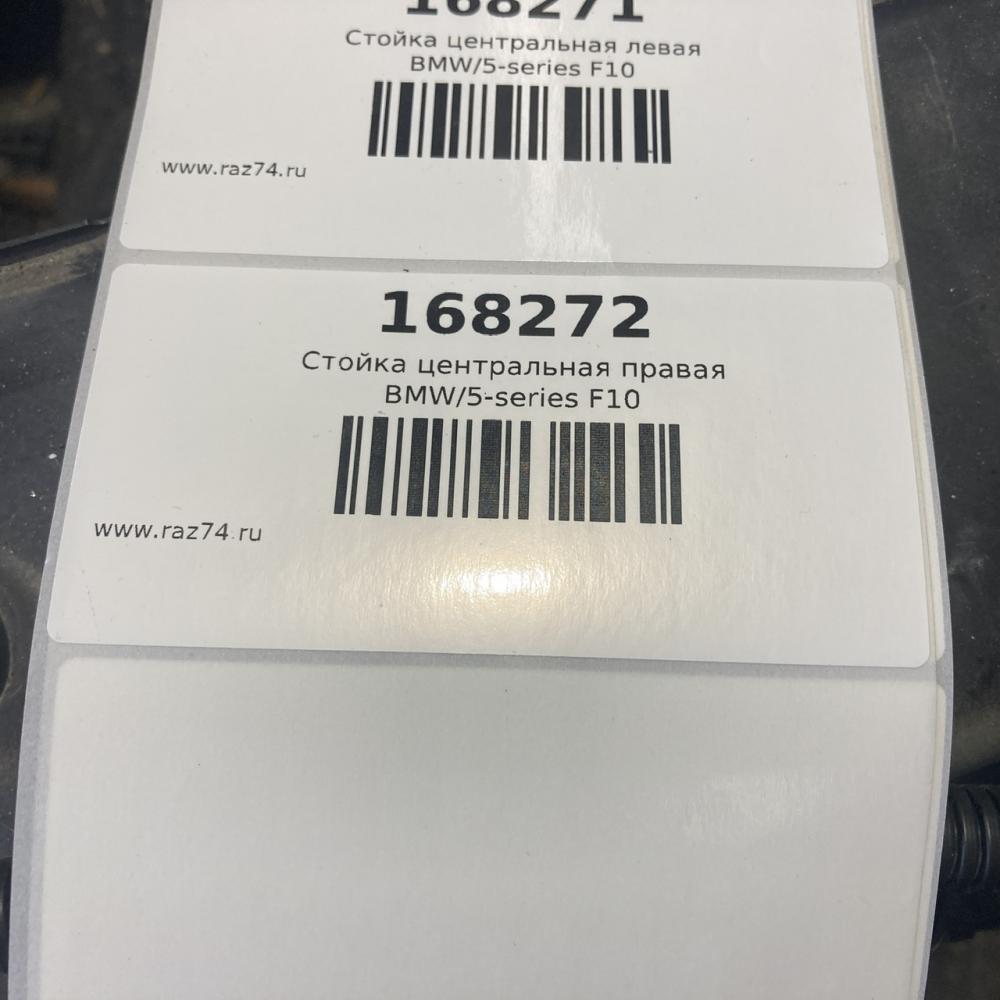 168271
Стойка центральная левая
BMW/5-series F10
www.raz74.ru
168272
Стойка центральная правая
BMW/5-series F10
www.raz74.ru